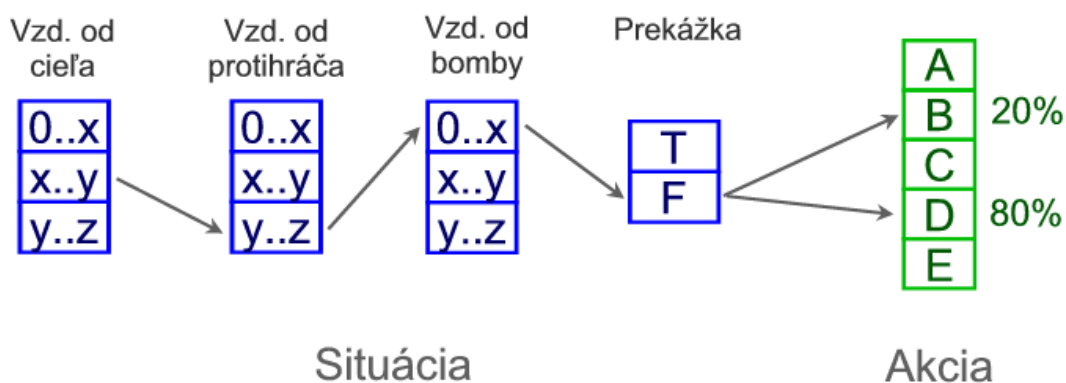 Vzd. od
cieľa
Vzd. od
protihráča
Vzd. od
bomby
Prekážka
0..x
x..y
y..z
0..x
x..y
y..z
0..x
x..y
y..z
T
F
A
B 20%
C
D 80%
E
Situácia
Akcia